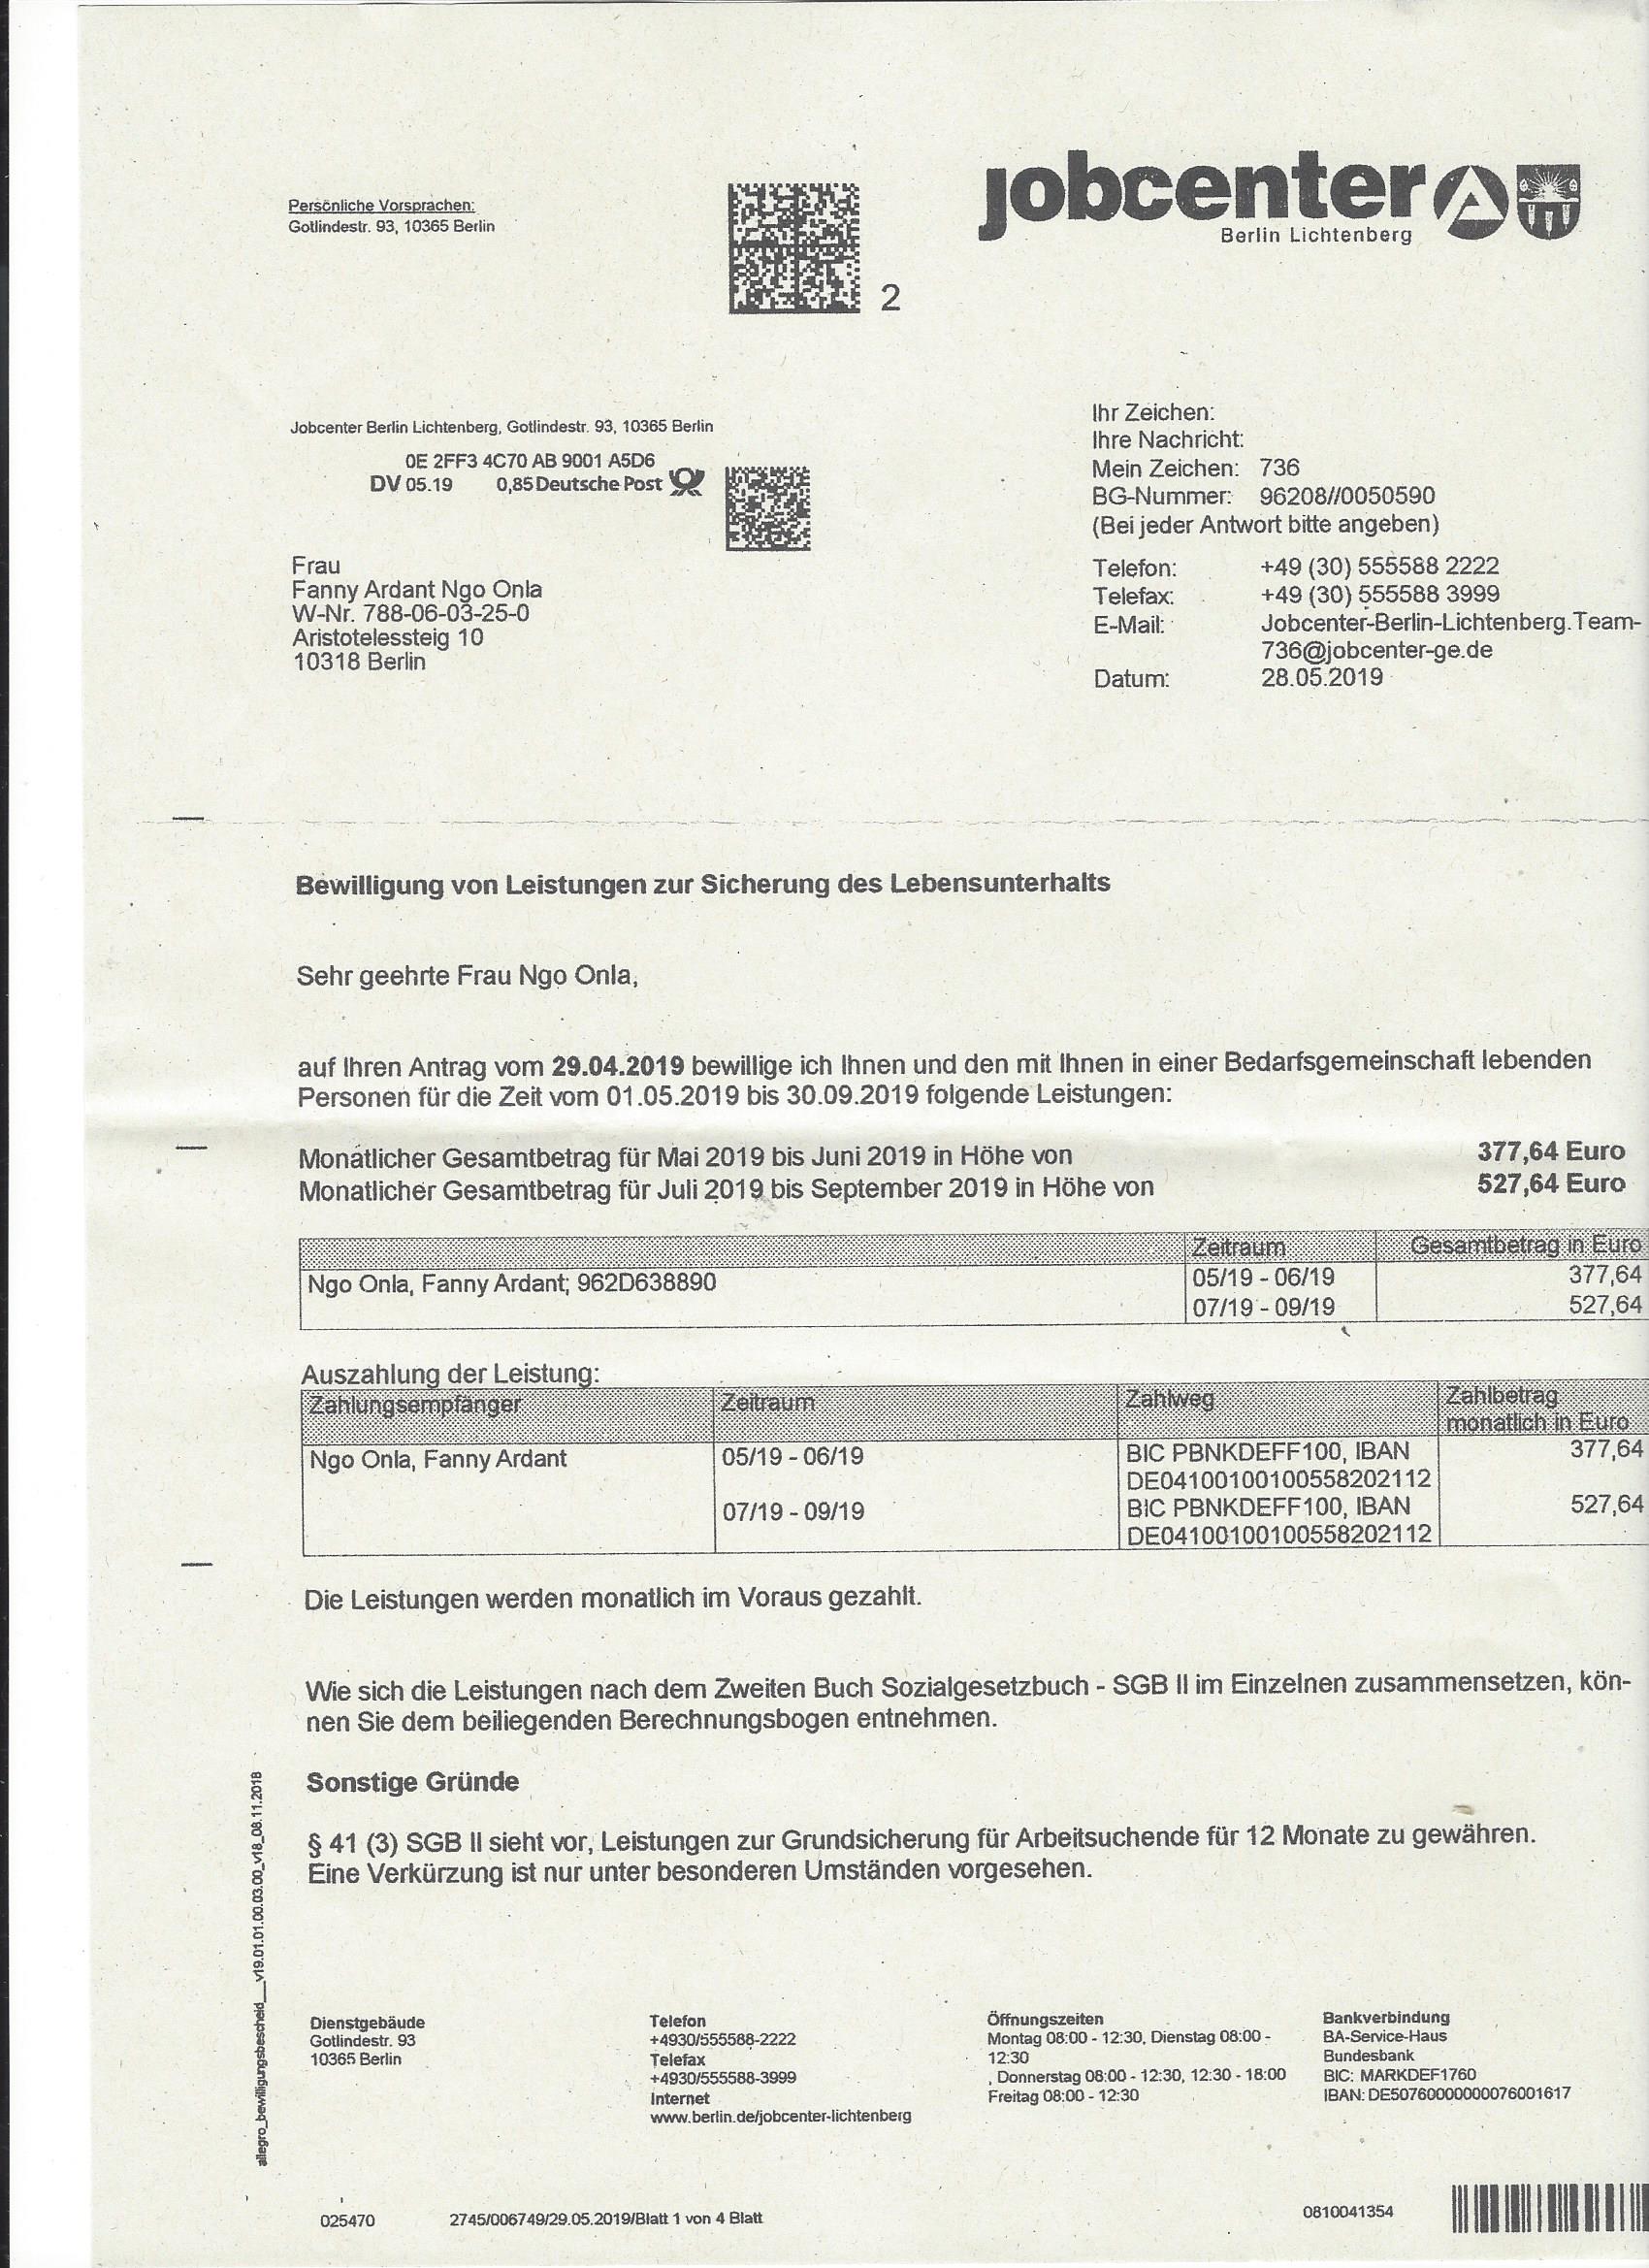 Persönliche Vorsprachen:
Gotlindestr. 93, 10365 Berlin
jobcenter
Berlin Lichtenberg
2
Jobcenter Berlin Lichtenberg, Gotlindestr. 93, 10365 Berlin
0E 2FF3 4C70 AB 9001 A5D6
DV 05.19 0,85 Deutsche Post
Frau
Fanny Ardant Ngo Onla
W-Nr. 788-06-03-25-0
Aristotelessteig 10
10318 Berlin
Ihr Zeichen:
Ihre Nachricht:
Mein Zeichen: 736
BG-Nummer: 96208//0050590
(Bei jeder Antwort bitte angeben)
Telefon: +49 (30) 555588 2222
Telefax: +49 (30) 555588 3999
E-Mail: Jobcenter-Berlin-Lichtenberg.Team-
736@jobcenter-ge.de
Datum: 28.05.2019
Bewilligung von Leistungen zur Sicherung des Lebensunterhalts
Sehr geehrte Frau Ngo Onla,
auf Ihren Antrag vom 29.04.2019 bewillige ich Ihnen und den mit Ihnen in einer Bedarfsgemeinschaft lebenden
Personen für die Zeit vom 01.05.2019 bis 30.09.2019 folgende Leistungen:
Monatlicher Gesamtbetrag für Mai 2019 bis Juni 2019 in Höhe von 377,64 Euro
Monatlicher Gesamtbetrag für Juli 2019 bis September 2019 in Höhe von 527,64 Euro
Zeitraum Gesamtbetrag in Euro
Ngo Onla, Fanny Ardant; 962D638890 05/19 - 06/19 377,64
07/19 - 09/19 527,64
Auszahlung der Leistung:
Zahlungsempfänger Zeitraum Zahlweg Zahlbetrag
monatlich in Euro
Ngo Onla, Fanny Ardant 05/19 - 06/19 BIC PBNKDEFF100, IBAN 377,64
DE04100100100558202112
07/19 - 09/19 BIC PBNKDEFF100, IBAN 527,64
DE04100100100558202112
Die Leistungen werden monatlich im Voraus gezahlt.
Wie sich die Leistungen nach dem Zweiten Buch Sozialgesetzbuch - SGB II im Einzelnen zusammensetzen, kön-
nen Sie dem beiliegenden Berechnungsbogen entnehmen.
Sonstige Gründe
§ 41 (3) SGB II sieht vor, Leistungen zur Grundsicherung für Arbeitsuchende für 12 Monate zu gewähren.
Eine Verkürzung ist nur unter besonderen Umständen vorgesehen.
allegro_bewilligungsbescheid__v19.01.01.00.03.00_v18_08.11.2018
Dienstgebäude
Gotlindestr. 93
10365 Berlin
Telefon
+4930/555588-2222
Telefax
+4930/555588-3999
Internet
www.berlin.de/jobcenter-lichtenberg
Öffnungszeiten
Montag 08:00 - 12:30, Dienstag 08:00 -
12:30
, Donnerstag 08:00 - 12:30, 12:30 - 18:00
Freitag 08:00 - 12:30
Bankverbindung
BA-Service-Haus
Bundesbank
BIC: MARKDEF1760
IBAN: DE50760000000076001617
025470 2745/006749/29.05.2019/Blatt 1 von 4 Blatt 0810041354